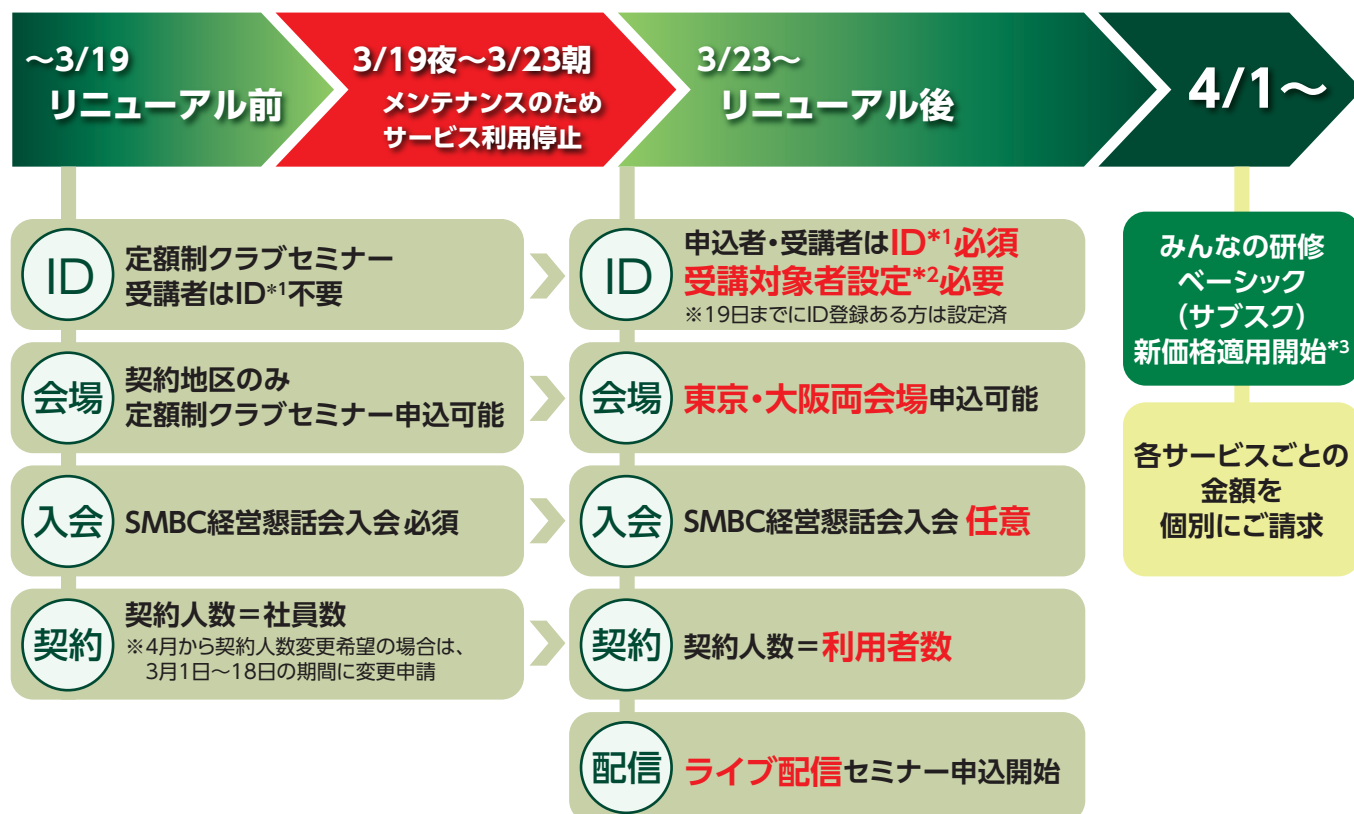 ～3/19
リニューアル前
3/19夜～3/23朝
メンテナンスのため
サービス利用停止
3/23～
リニューアル後
4/1～
ID
定額制クラブセミナー
受講者はID*1不要
会場
契約地区のみ
定額制クラブセミナー申込可能
入会
SMBC経営懇話会入会 必須
契約
契約人数＝社員数
※4月から契約人数変更希望の場合は、
3月1日～18日の期間に変更申請
ID
申込者・受講者はID*1必須
受講対象者設定*2必要
※19日までにID登録ある方は設定済
会場
東京・大阪両会場申込可能
入会
SMBC経営懇話会入会 任意
契約
契約人数＝利用者数
配信
ライブ配信セミナー申込開始
みんなの研修
ベーシック
（サブスク）
新価格適用開始*3
各サービスごとの
金額を
個別にご請求